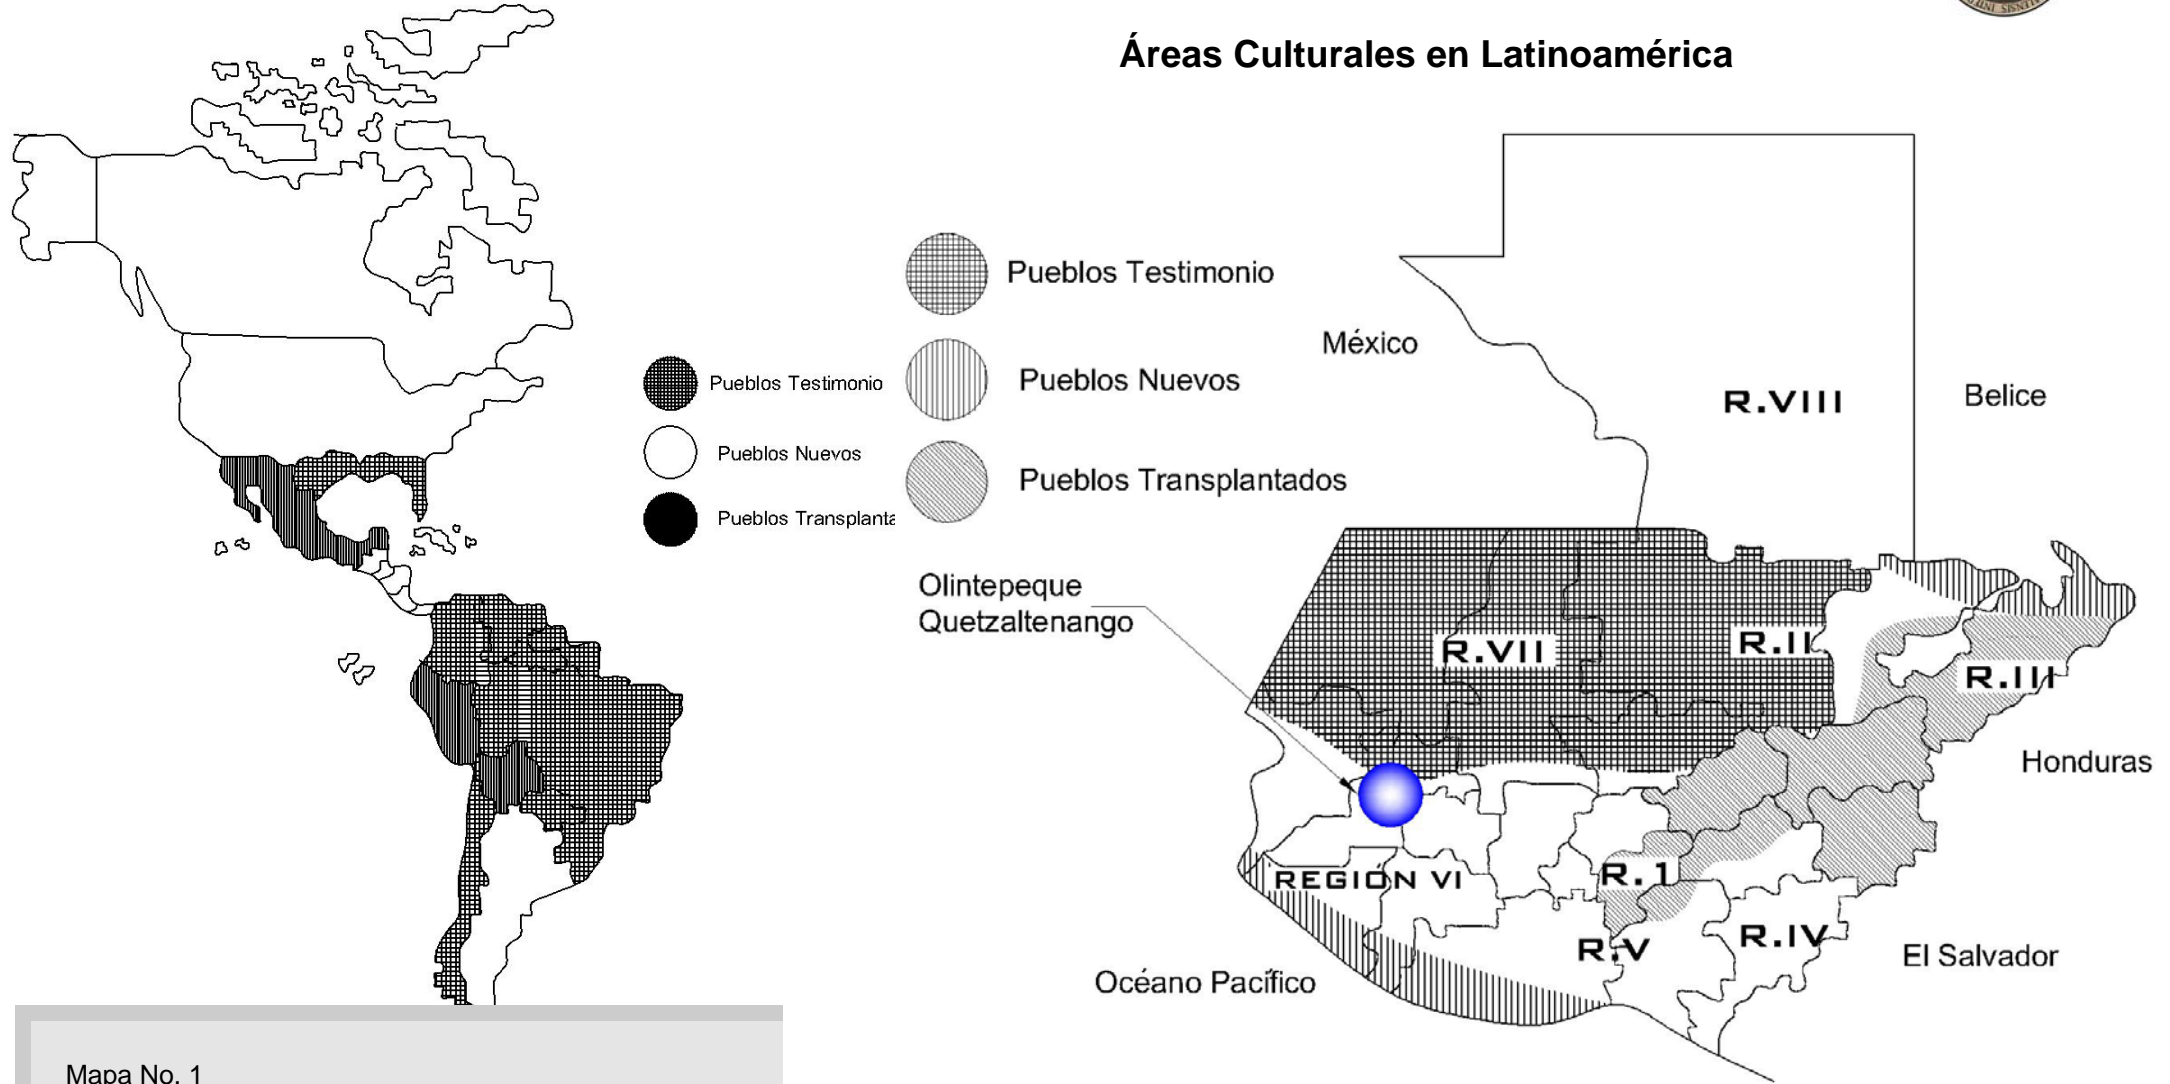 Áreas Culturales en Latinoamérica
Pueblos Testimonio
Pueblos Nuevos
Pueblos Transplanta
Pueblos Testimonio
Pueblos Nuevos
Pueblos Transplantados
México
R.VIII
Belice
Olintepeque
Quetzaltenango
R.VII
R.II
R.III
Honduras
REGIÓN VI
R.1
R.V
R.IV
El Salvador
Océano Pacífico
Mapa No. 1